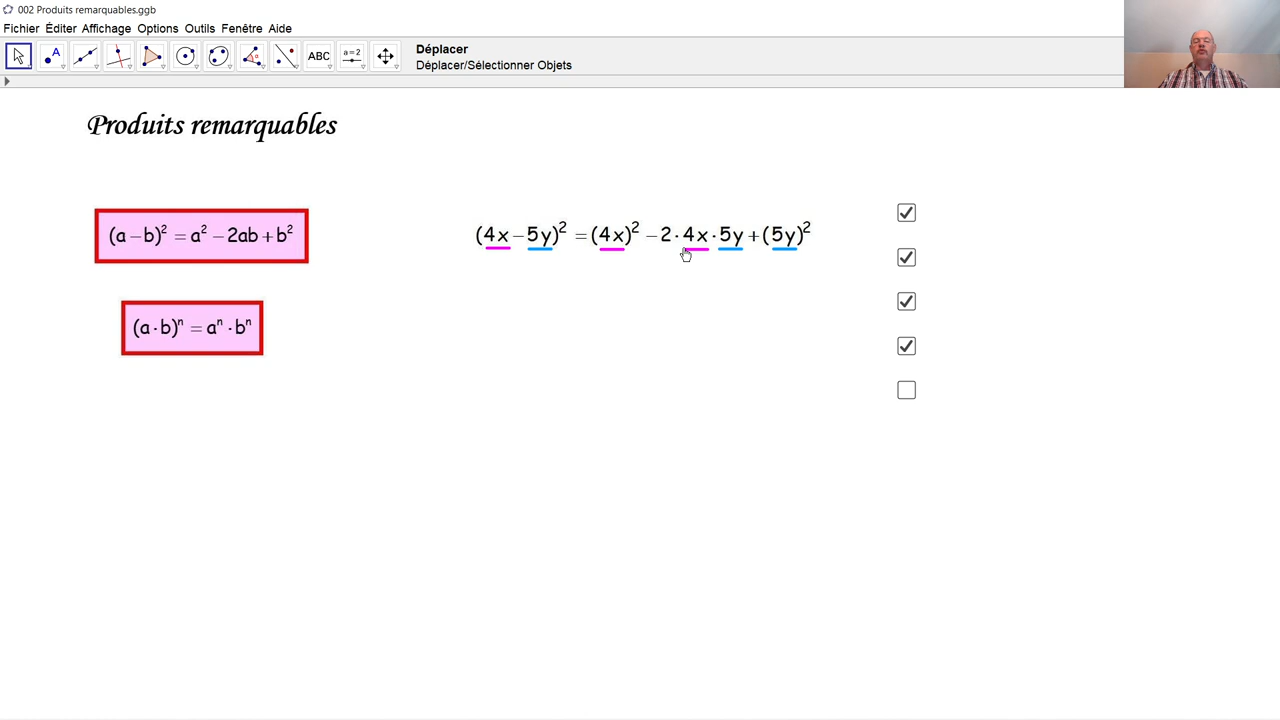 002 Produits remarquables.ggb
Fichier Éditer Affichage Options Outils Fenêtre Aide
A
ABC
a=2
Déplacer
Déplacer/Sélectionner Objets
Produits remarquables
(a−b)² = a² − 2ab + b²
(4x − 5y)² = (4x)² − 2·4x·5y + (5y)²
(a·b)ⁿ = aⁿ·bⁿ